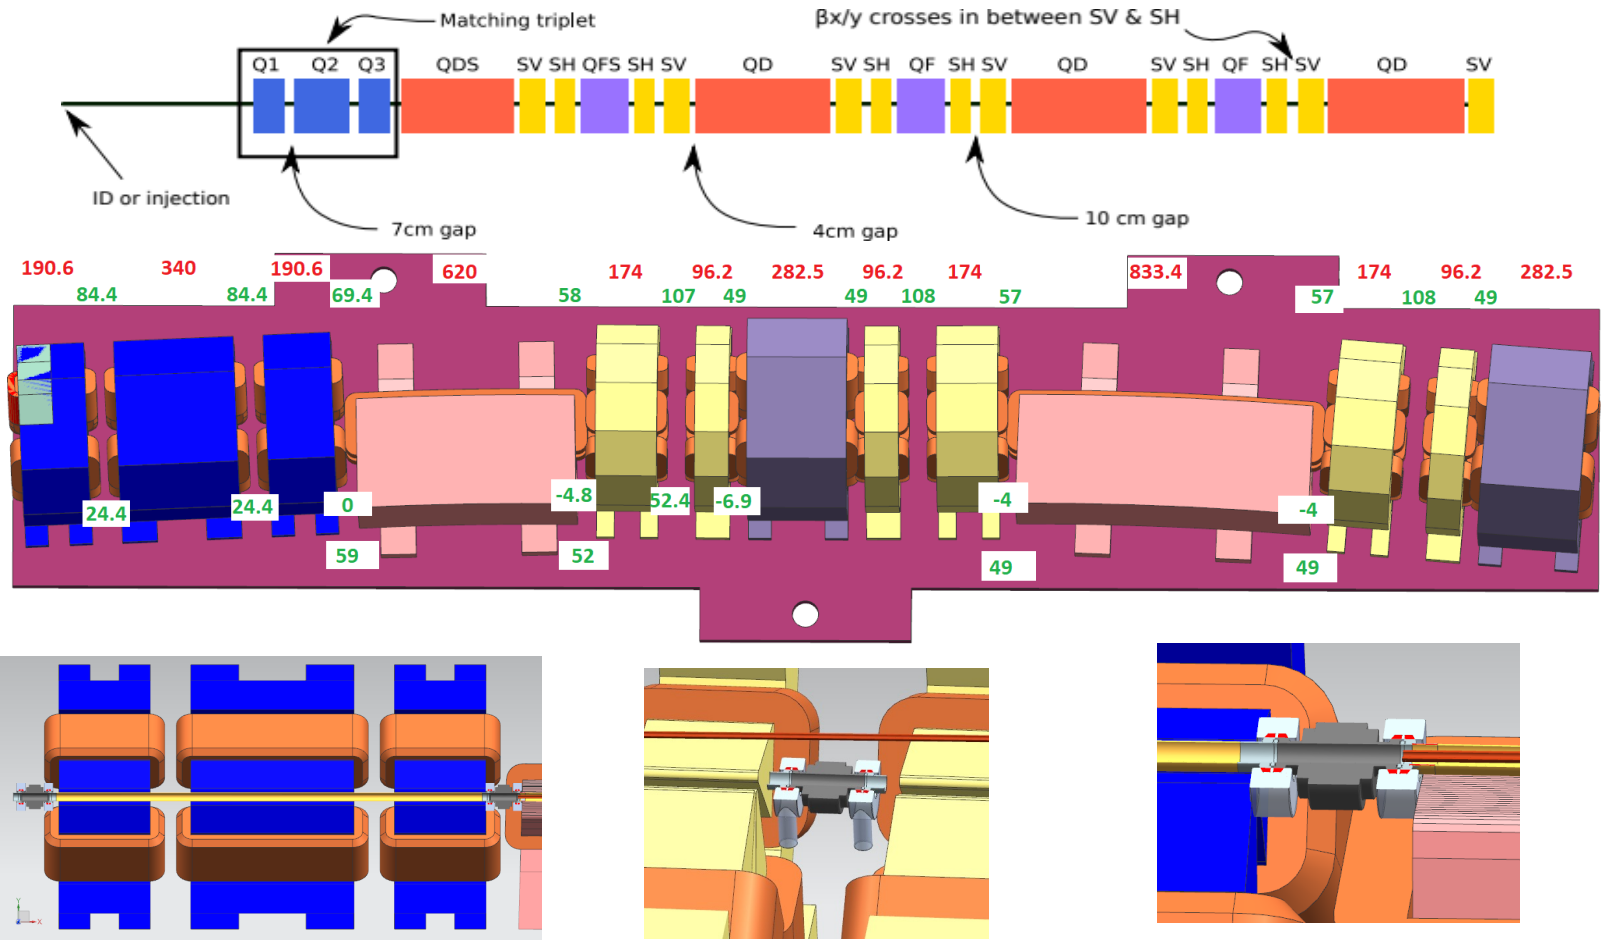 Matching triplet
βx/y crosses in between SV & SH
Q1 Q2 Q3 QDS SV SH QFS SH SV QD SV SH QF SH SV QD SV SH QF SH SV QD SV
ID or injection
7cm gap
4cm gap
10 cm gap
190.6 340 190.6 620 174 96.2 282.5 96.2 174 833.4 174 96.2 282.5
84.4 84.4 69.4 58 107 49 49 108 57 57 108 49
24.4 24.4 0 -4.8 52.4 -6.9 -4 -4
59 52 49 49
Y
X